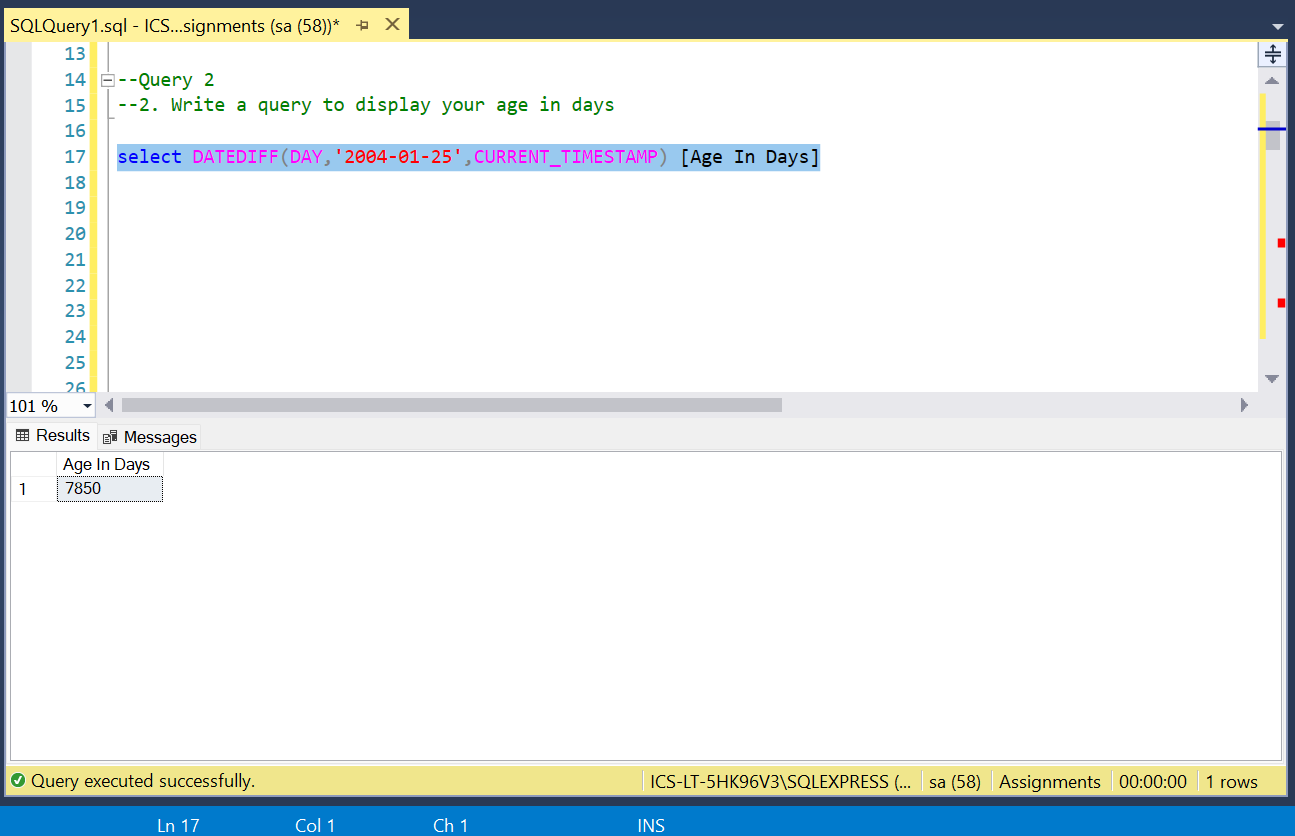 SQLQuery1.sql - ICS...signments (sa (58))*
13
14 --Query 2
15 --2. Write a query to display your age in days
16
17 select DATEDIFF(DAY,'2004-01-25',CURRENT_TIMESTAMP) [Age In Days]
18
19
20
21
22
23
24
25
26
101 %
Results Messages
Age In Days
1 7850
Query executed successfully. ICS-LT-5HK96V3\SQLEXPRESS (... sa (58) Assignments 00:00:00 1 rows
Ln 17 Col 1 Ch 1 INS